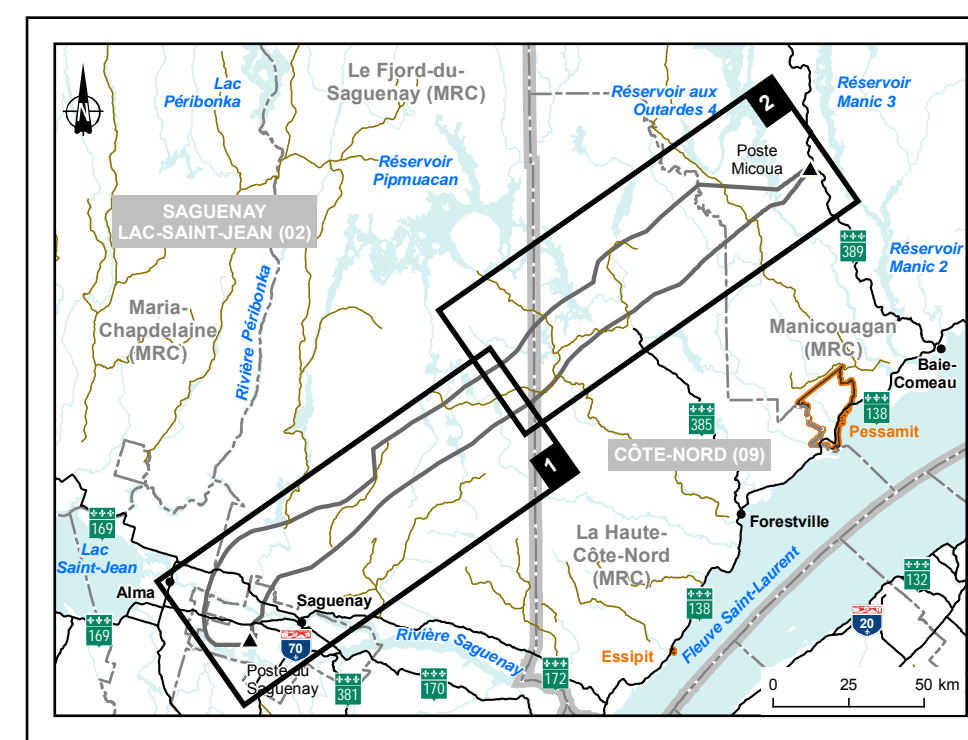 N
Lac
Péribonka
Le Fjord-du-
Saguenay (MRC)
Réservoir aux
Outardes 4
2
Réservoir
Manic 3
Poste
Micoua
Réservoir
Pipmuacan
SAGUENAY
LAC-SAINT-JEAN (02)
389
Réservoir
Manic 2
Rivière Péribonka
Maria-
Chapdelaine
(MRC)
Manicouagan
(MRC)
Baie-
Comeau
138
Pessamit
385
CÔTE-NORD (09)
1
169
Lac
Saint-Jean
Forestville
La Haute-
Côte-Nord
(MRC)
Fleuve Saint-Laurent
132
Alma
Saguenay
138
20
169
70
Rivière Saguenay
Essipit
Poste du
Saguenay
381
170
172
0 25 50 km